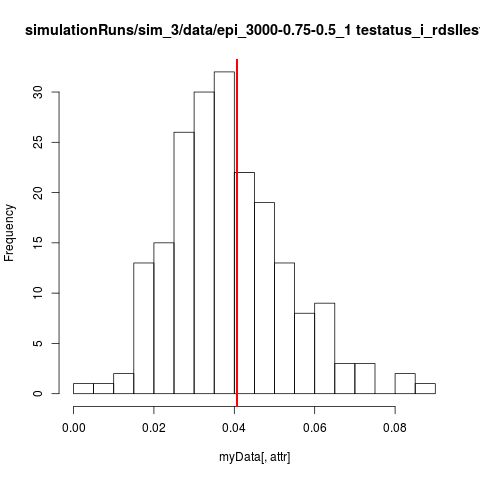 simulationRuns/sim_3/data/epi_3000-0.75-0.5_1 testatus_i_rdsllest
Frequency
30
25
20
15
10
5
0
0.00 0.02 0.04 0.06 0.08
myData[, attr]